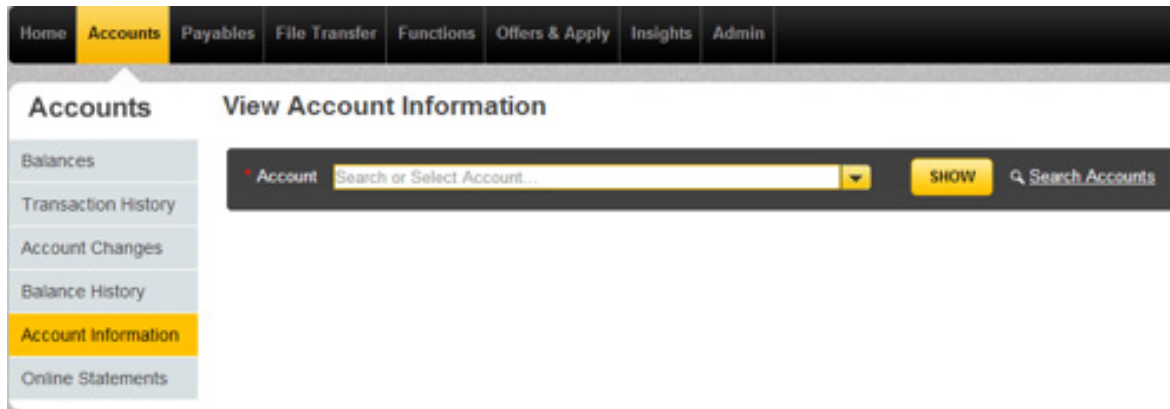 Home Accounts Payables File Transfer Functions Offers & Apply Insights Admin
Accounts
View Account Information
Balances
Transaction History
Account Changes
Balance History
Account Information
Online Statements
* Account Search or Select Account... SHOW Search Accounts